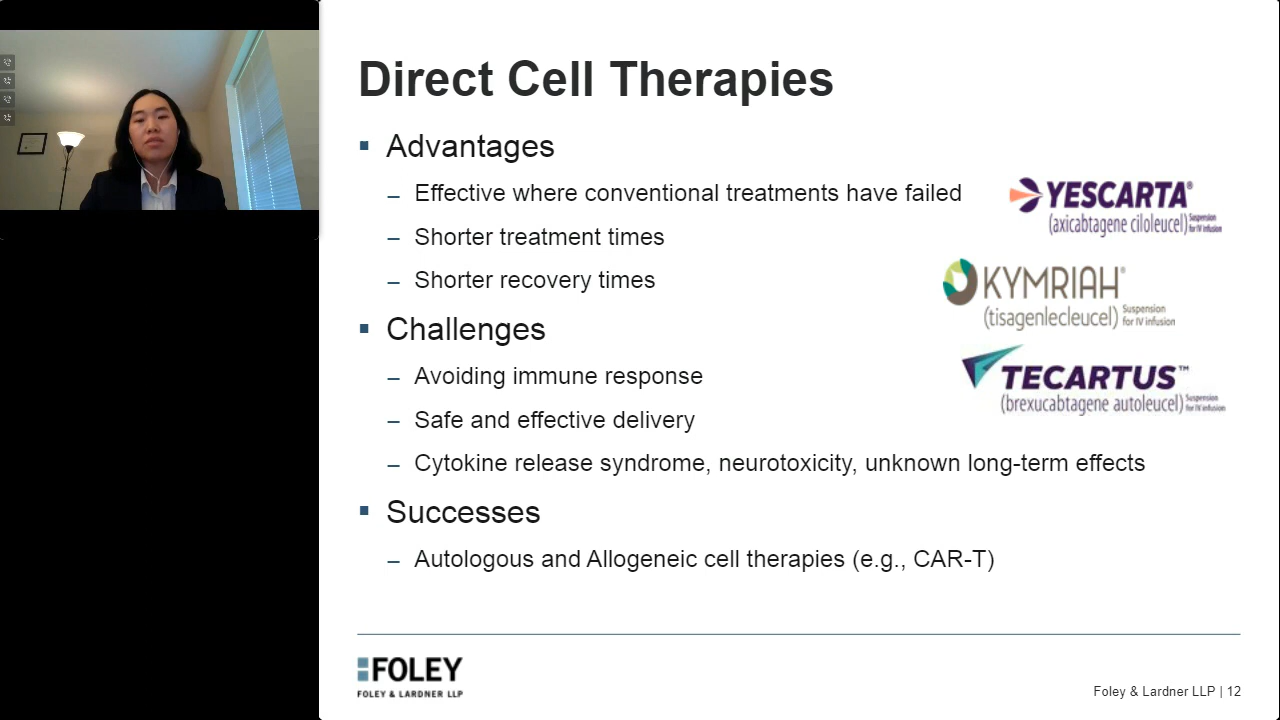 Direct Cell Therapies
Advantages
– Effective where conventional treatments have failed
– Shorter treatment times
– Shorter recovery times
Challenges
– Avoiding immune response
– Safe and effective delivery
– Cytokine release syndrome, neurotoxicity, unknown long-term effects
Successes
– Autologous and Allogeneic cell therapies (e.g., CAR-T)
YESCARTA®
(axicabtagene ciloleucel) Suspension for IV infusion
KYMRIAH®
(tisagenlecleucel) Suspension for IV infusion
TECARTUS™
(brexucabtagene autoleucel) Suspension for IV infusion
FOLEY
FOLEY & LARDNER LLP
Foley & Lardner LLP | 12